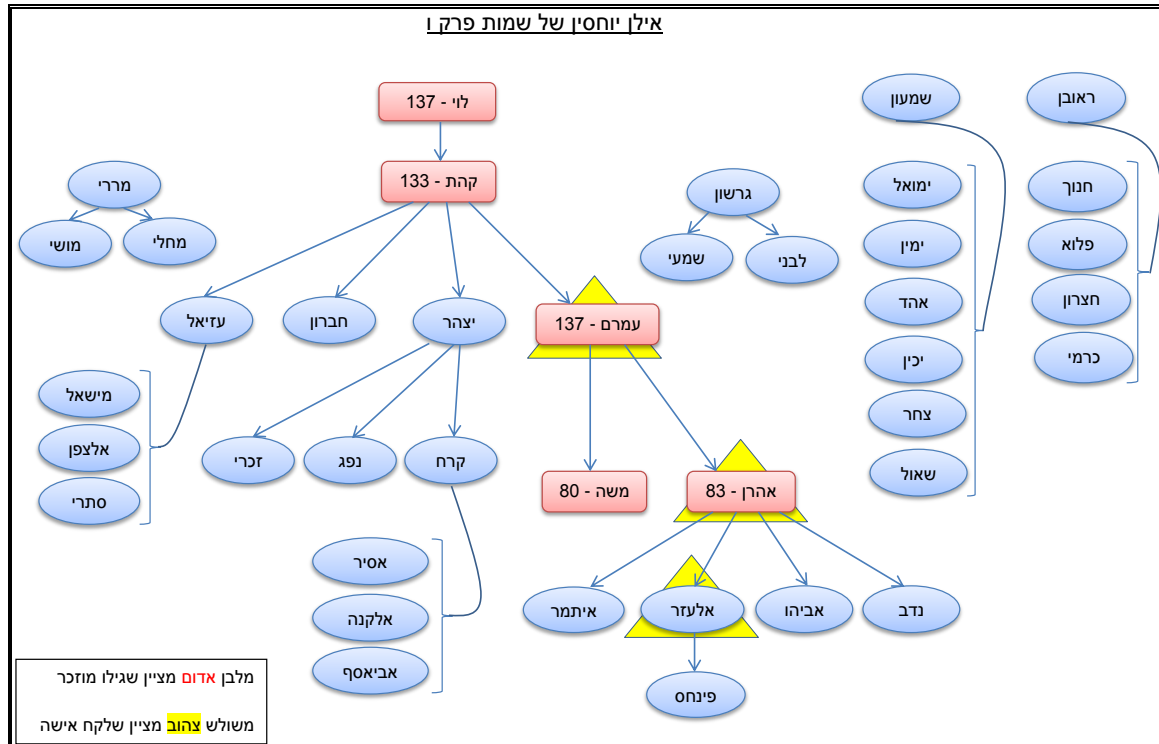 אילן יוחסין של שמות פרק ו
ראובן
חנוך
פלוא
חצרון
כרמי
שמעון
ימואל
ימין
אהד
יכין
צחר
שאול
לוי - 137
גרשון
לבני
שמעי
קהת - 133
מררי
מחלי
מושי
עמרם - 137
יצהר
חברון
עזיאל
אהרן - 83
משה - 80
קרח
נפג
זכרי
מישאל
אלצפן
סתרי
נדב
אביהו
אלעזר
איתמר
פינחס
אסיר
אלקנה
אביאסף
מלבן אדום מציין שגילו מוזכר
משולש צהוב מציין שלקח אישה